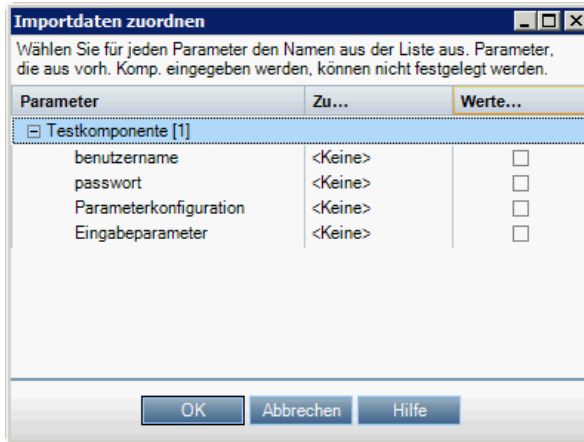 Importdaten zuordnen
Wählen Sie für jeden Parameter den Namen aus der Liste aus. Parameter,
die aus vorh. Komp. eingegeben werden, können nicht festgelegt werden.
Parameter Zu... Werte...
Testkomponente [1]
benutzername <Keine>
passwort <Keine>
Parameterkonfiguration <Keine>
Eingabeparameter <Keine>
OK Abbrechen Hilfe